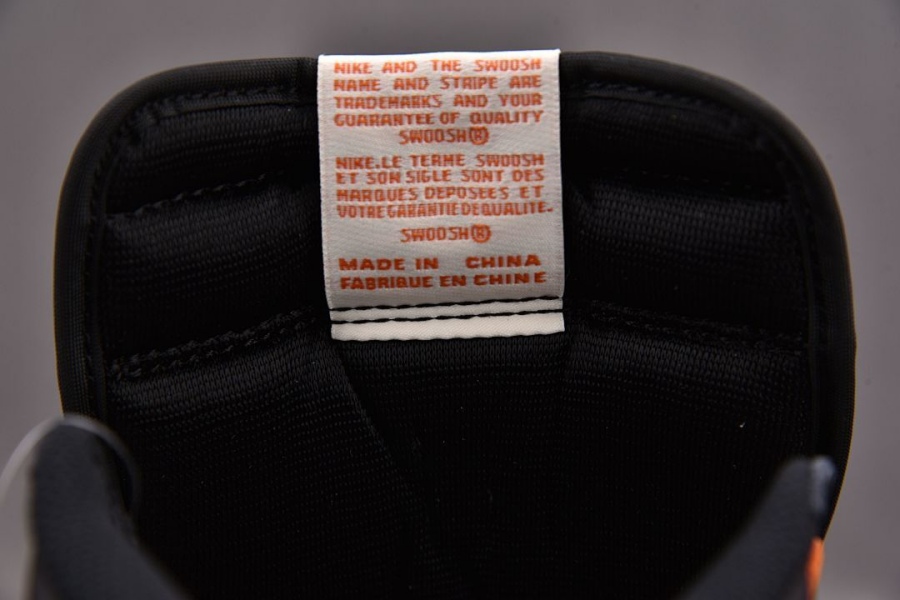 NIKE AND THE SWOOSH
NAME AND STRIPE ARE
TRADEMARKS AND YOUR
GUARANTEE OF QUALITY
SWOOSH®
NIKE.LE TERME SWOOSH
ET SON SIGLE SONT DES
MARQUES DEPOSEES ET
VOTRE GARANTIE DE QUALITE.
SWOOSH®
MADE IN CHINA
FABRIQUE EN CHINE